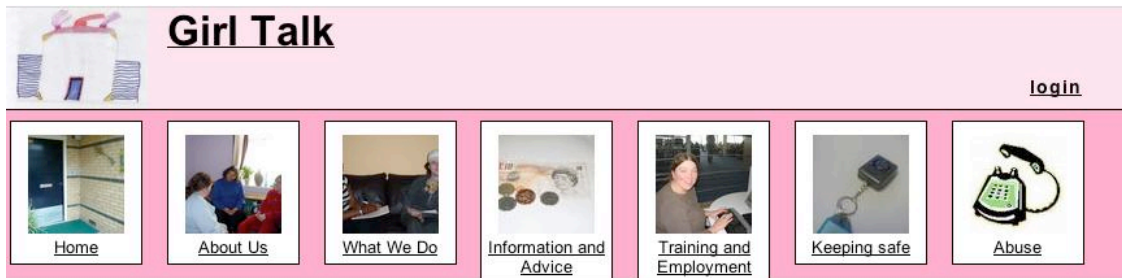 Girl Talk
login
Home
About Us
What We Do
Information and
Advice
Training and
Employment
Keeping safe
Abuse